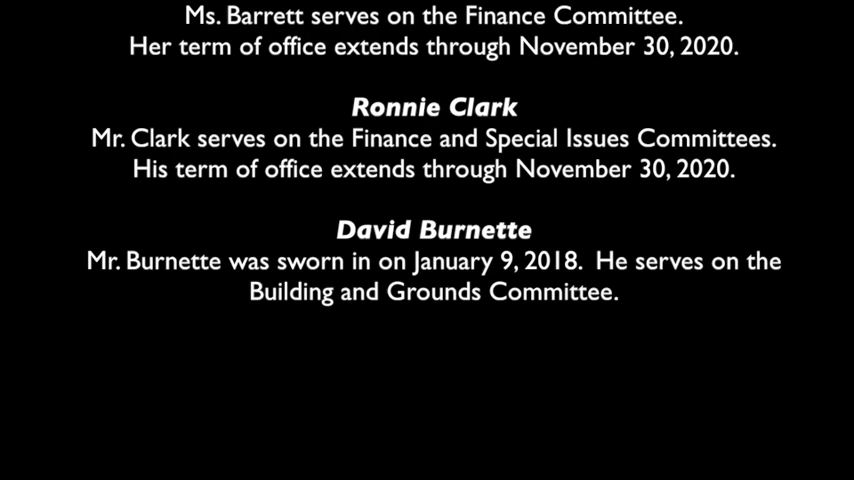 Ms. Barrett serves on the Finance Committee.
Her term of office extends through November 30, 2020.
Ronnie Clark
Mr. Clark serves on the Finance and Special Issues Committees.
His term of office extends through November 30, 2020.
David Burnette
Mr. Burnette was sworn in on January 9, 2018.  He serves on the
Building and Grounds Committee.